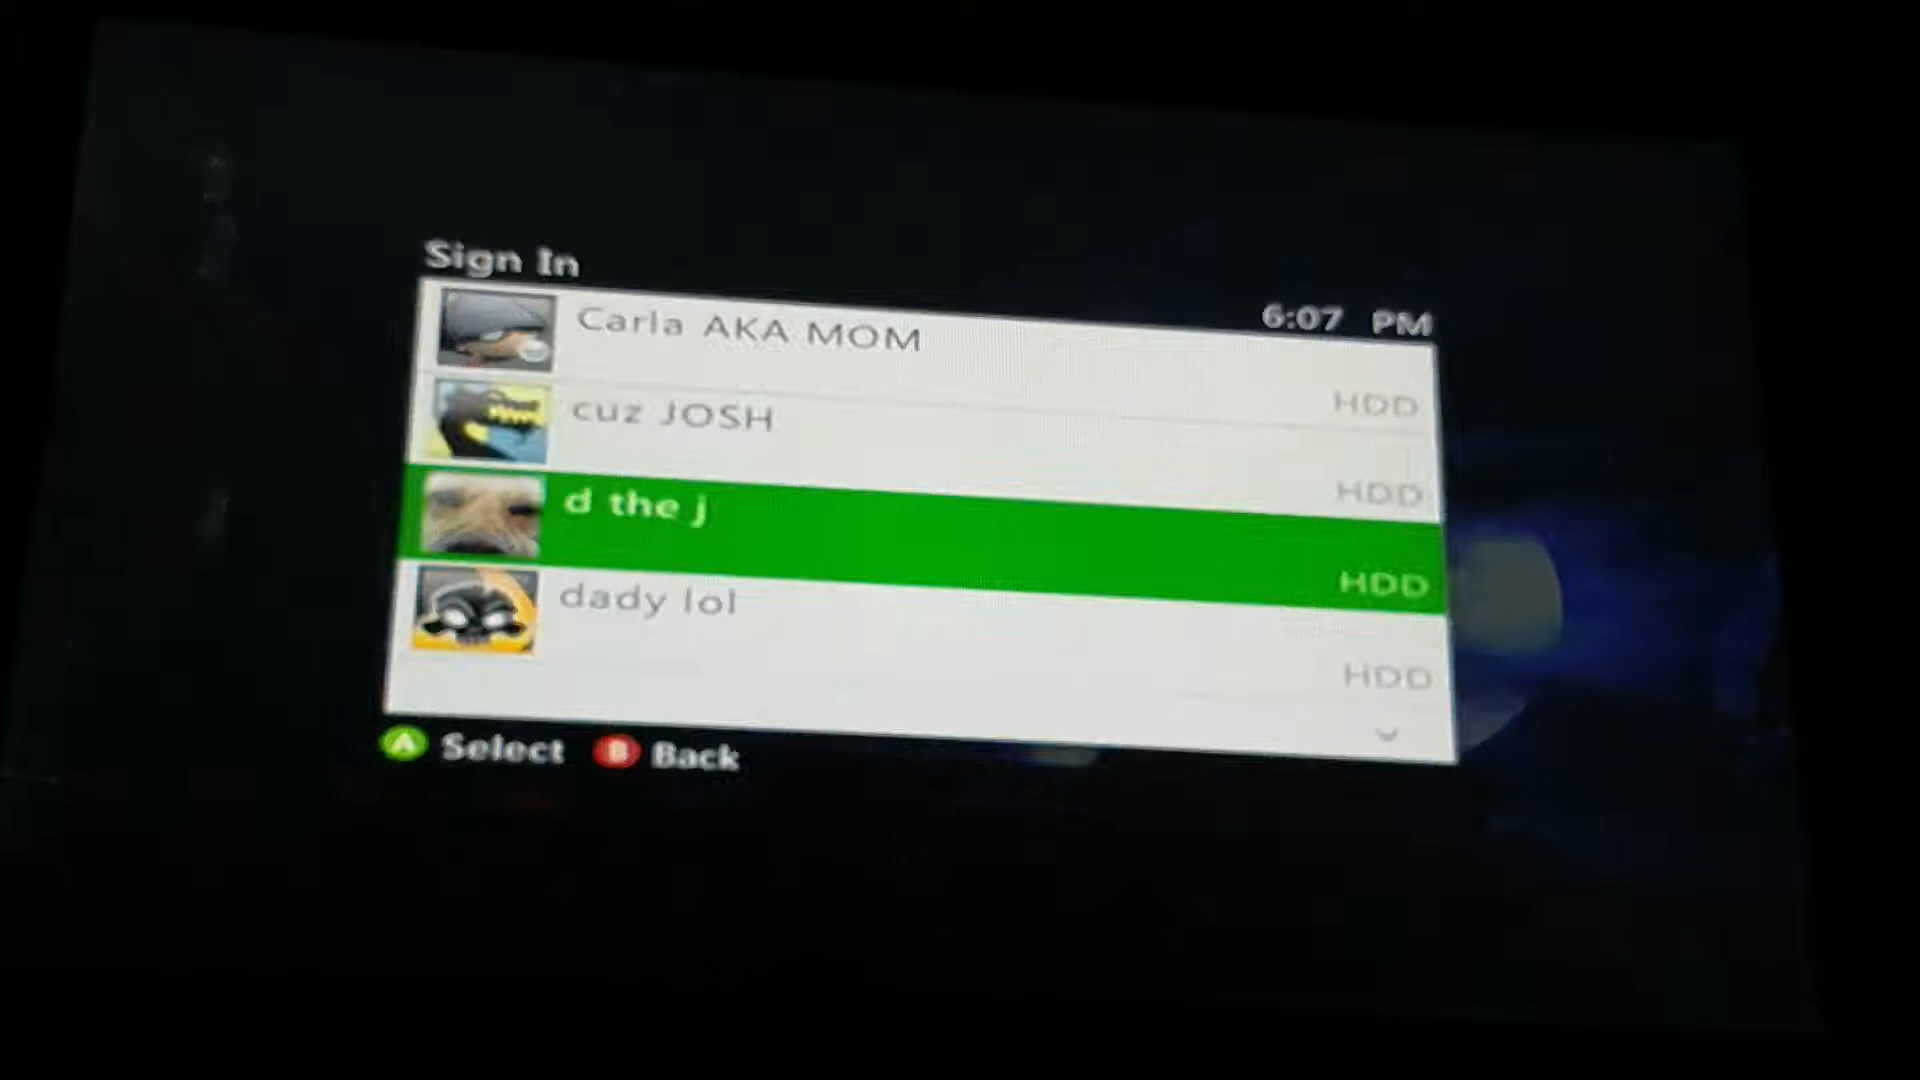 Sign In
6:07 PM
Carla AKA MOM
HDD
cuz JOSH
HDD
d the j
HDD
dady lol
HDD
A Select B Back